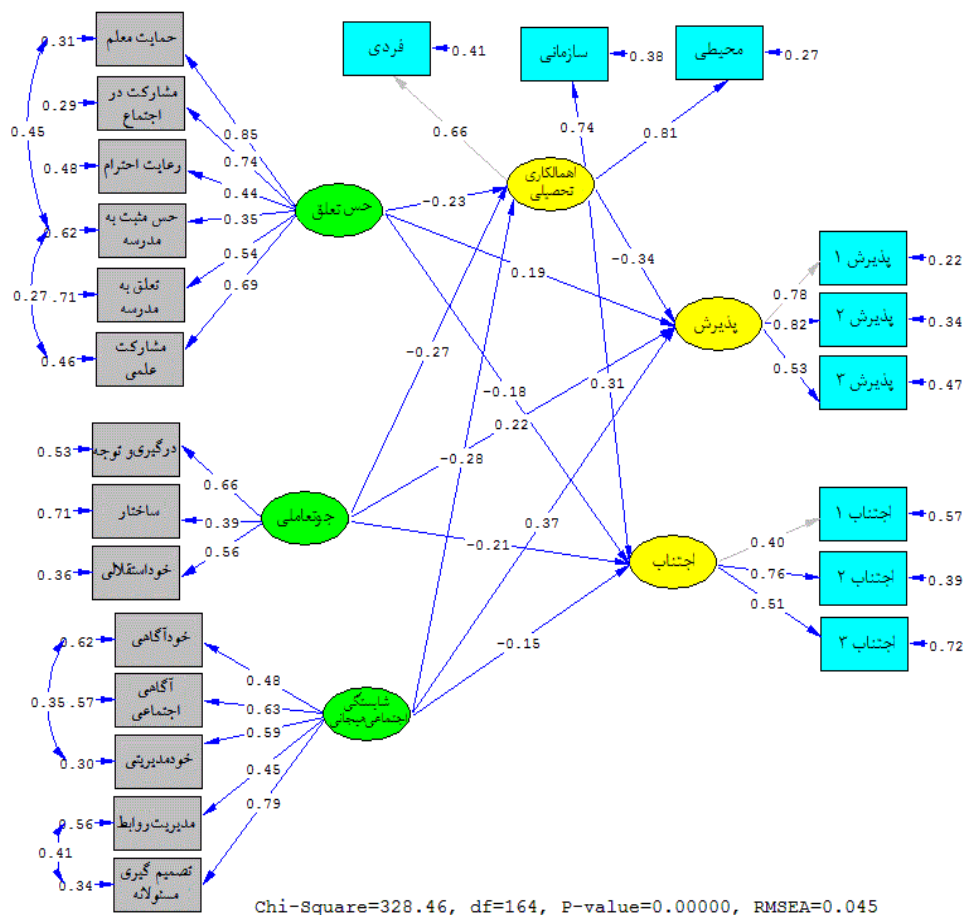 0.31
حمایت معلم
0.29
مشارکت در
اجتماع
0.45
0.48
رعایت احترام
0.62
حس مثبت به
مدرسه
0.27
.71
تعلق به
مدرسه
0.46
مشارکت
علمی
0.85
0.74
0.44
0.35
0.54
0.69
حس تعلق
فردی
0.41
سازمانی
0.38
محیطی
0.27
0.66
0.74
0.81
اهمالکاری
تحصیلی
-0.23
0.19
-0.34
-0.27
-0.18
0.31
0.22
-0.28
0.37
-0.21
-0.15
پذیرش
0.78
0.82
0.53
پذیرش ۱
0.22
پذیرش ۲
0.34
پذیرش ۳
0.47
0.53
درگیری و توجه
0.71
ساختار
0.36
خوداستقلالی
0.66
0.39
0.56
جوتعاملی
اجتناب
0.40
0.76
0.51
اجتناب ۱
0.57
اجتناب ۲
0.39
اجتناب ۳
0.72
0.62
خودآگاهی
0.35
.57
آگاهی
اجتماعی
0.30
خودمدیریتی
0.56
مدیریت روابط
0.41
0.34
تصمیم گیری
مسئولانه
0.48
0.63
0.59
0.45
0.79
شایستگی
اجتماعی هیجانی
Chi-Square=328.46, df=164, P-value=0.00000, RMSEA=0.045